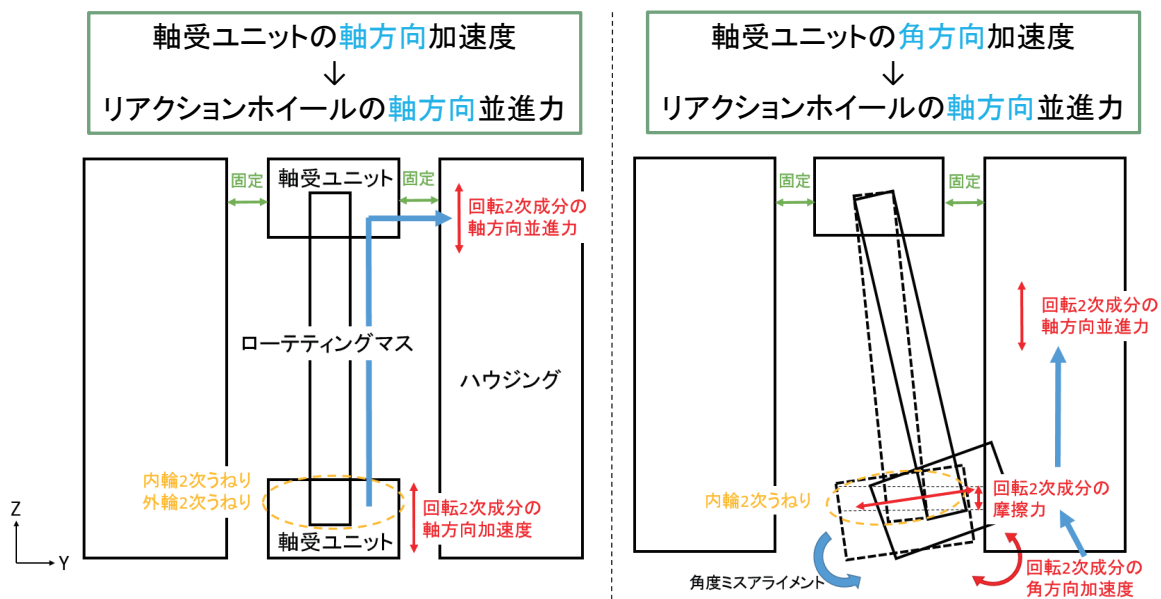 軸受ユニットの軸方向加速度
↓
リアクションホイールの軸方向並進力
固定
軸受ユニット
固定
回転2次成分の
軸方向並進力
ローテティングマス
ハウジング
内輪2次うねり
外輪2次うねり
回転2次成分の
軸方向加速度
軸受ユニット
Z
Y
軸受ユニットの角方向加速度
↓
リアクションホイールの軸方向並進力
固定
固定
回転2次成分の
軸方向並進力
内輪2次うねり
回転2次成分の
摩擦力
角度ミスアライメント
回転2次成分の
角方向加速度